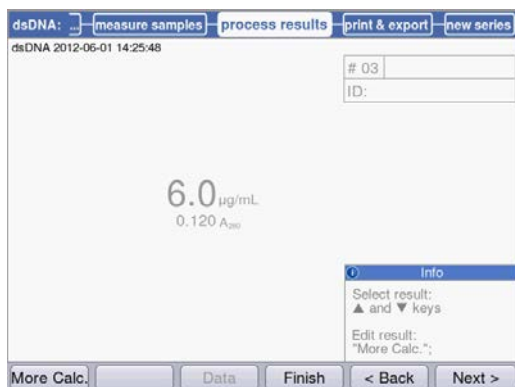 dsDNA: ... measure samples process results print & export new series
dsDNA 2012-06-01 14:25:48
# 03
ID:
6.0 µg/mL
0.120 A260
Info
Select result:
▲ and ▼ keys
Edit result:
"More Calc.";
More Calc. Data Finish < Back Next >